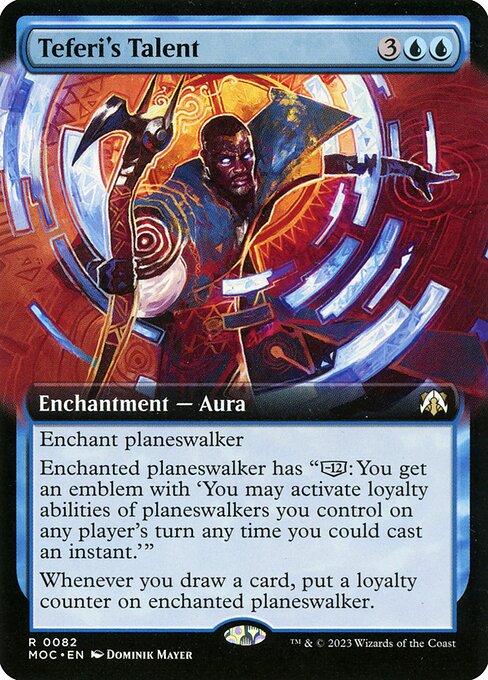 Teferi's Talent 3
Enchantment — Aura
Enchant planeswalker
Enchanted planeswalker has “−12: You get
an emblem with ‘You may activate loyalty
abilities of planeswalkers you control on
any player's turn any time you could cast
an instant.’”
Whenever you draw a card, put a loyalty
counter on enchanted planeswalker.
R 0082
MOC • EN Dominik Mayer
™ & © 2023 Wizards of the Coast